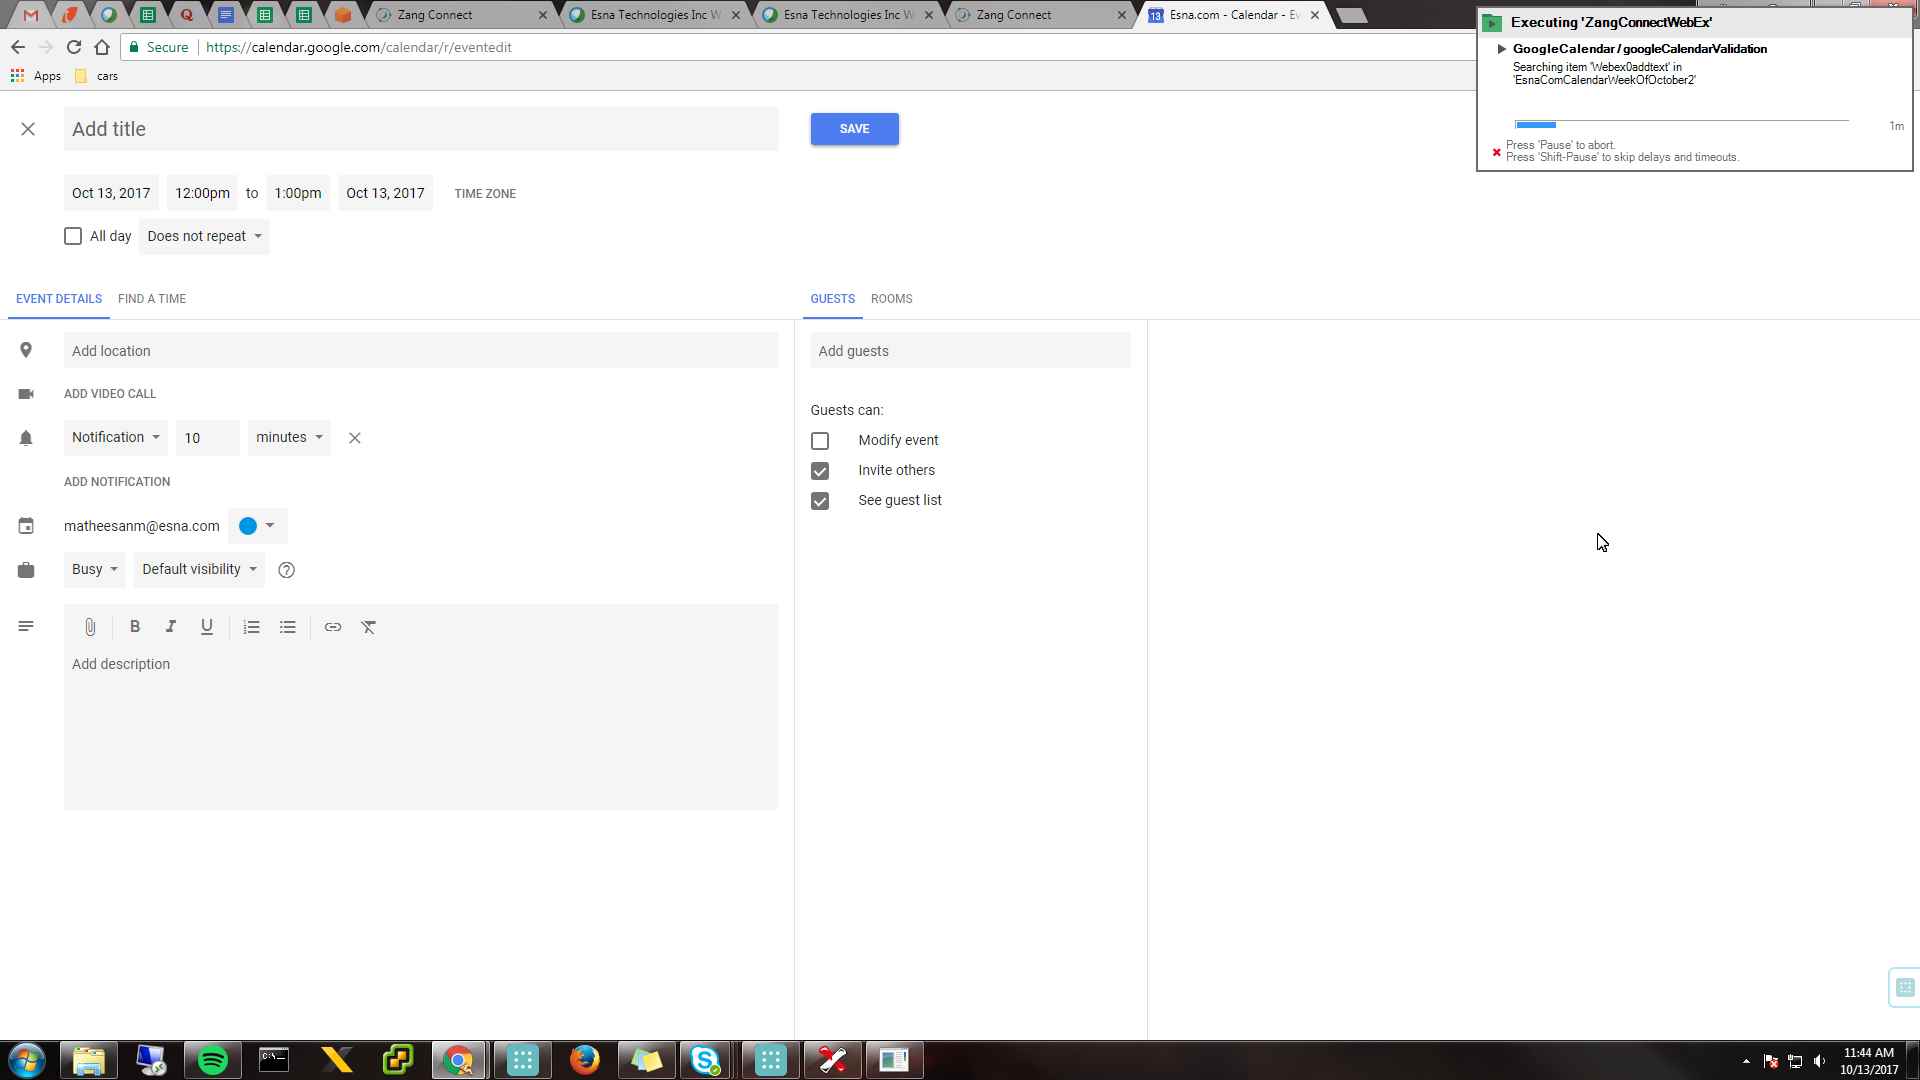 Zang Connect
Esna Technologies Inc W
Esna Technologies Inc W
Zang Connect
13 Esna.com - Calendar - Ev
Secure https://calendar.google.com/calendar/r/eventedit
Apps cars
Executing 'ZangConnectWebEx'
GoogleCalendar / googleCalendarValidation
Searching item 'Webex0addtext' in
'EsnaComCalendarWeekOfOctober2'
1m
Press 'Pause' to abort.
Press 'Shift-Pause' to skip delays and timeouts.
Add title
SAVE
Oct 13, 2017 12:00pm to 1:00pm Oct 13, 2017 TIME ZONE
All day Does not repeat
EVENT DETAILS FIND A TIME
GUESTS ROOMS
Add location
ADD VIDEO CALL
Notification 10 minutes
ADD NOTIFICATION
matheesanm@esna.com
Busy Default visibility
B I U
Add description
Add guests
Guests can:
Modify event
Invite others
See guest list
11:44 AM
10/13/2017